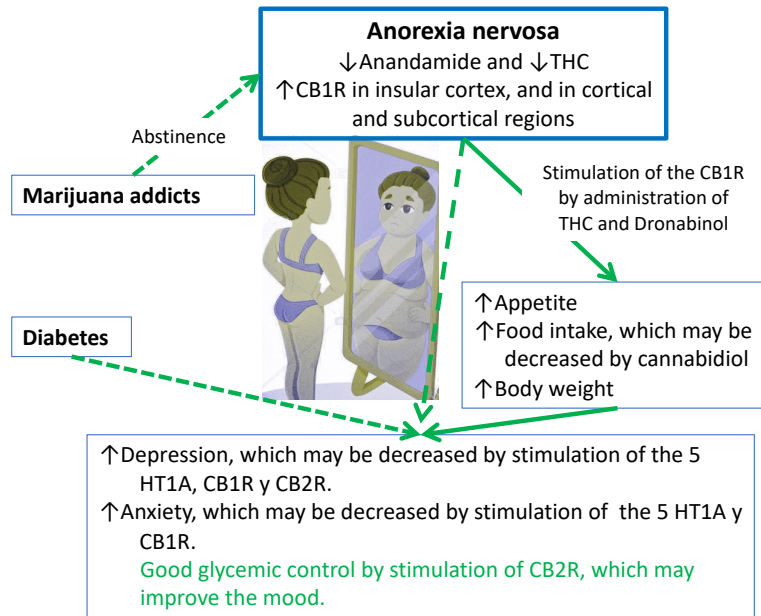 Anorexia nervosa
↓Anandamide and ↓THC
↑CB1R in insular cortex, and in cortical
and subcortical regions
Abstinence
Marijuana addicts
Stimulation of the CB1R
by administration of
THC and Dronabinol
↑Appetite
↑Food intake, which may be
decreased by cannabidiol
↑Body weight
Diabetes
↑Depression, which may be decreased by stimulation of the 5
HT1A, CB1R y CB2R.
↑Anxiety, which may be decreased by stimulation of the 5 HT1A y
CB1R.
Good glycemic control by stimulation of CB2R, which may
improve the mood.